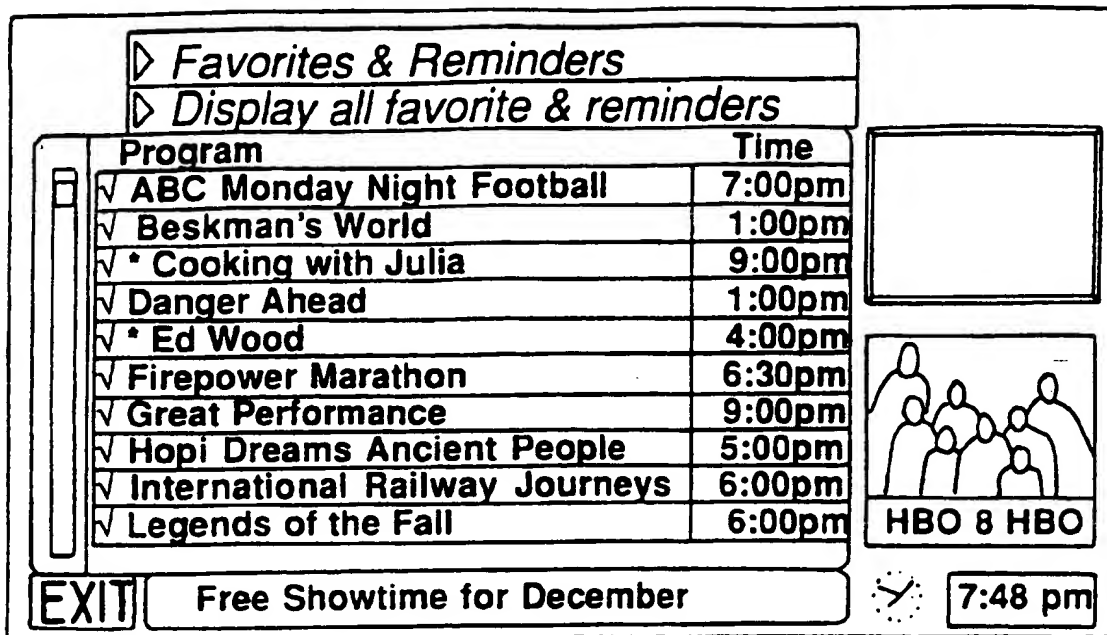 Favorites & Reminders
Display all favorite & reminders
Program Time
√ ABC Monday Night Football 7:00pm
√ Beskman's World 1:00pm
√ * Cooking with Julia 9:00pm
√ Danger Ahead 1:00pm
√ * Ed Wood 4:00pm
√ Firepower Marathon 6:30pm
√ Great Performance 9:00pm
√ Hopi Dreams Ancient People 5:00pm
√ International Railway Journeys 6:00pm
√ Legends of the Fall 6:00pm
HBO 8 HBO
EXIT Free Showtime for December 7:48 pm